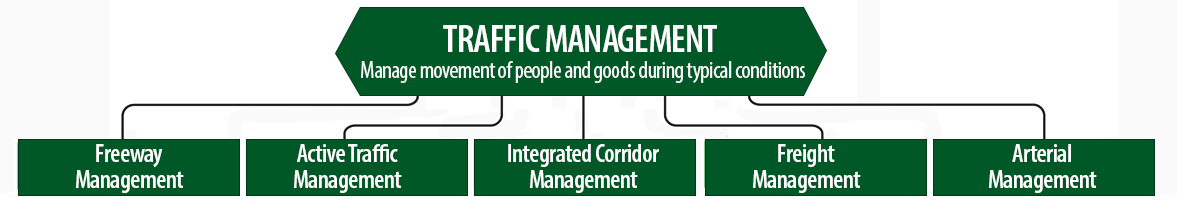 TRAFFIC MANAGEMENT
Manage movement of people and goods during typical conditions
Freeway
Management
Active Traffic
Management
Integrated Corridor
Management
Freight
Management
Arterial
Management